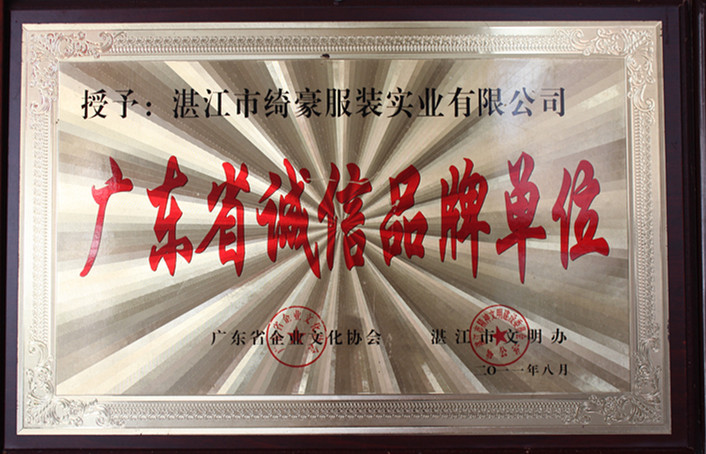 授予：湛江市绮豪服装实业有限公司
广东省诚信品牌单位
广东省企业文化协会 湛江市文明办
二〇一一年八月